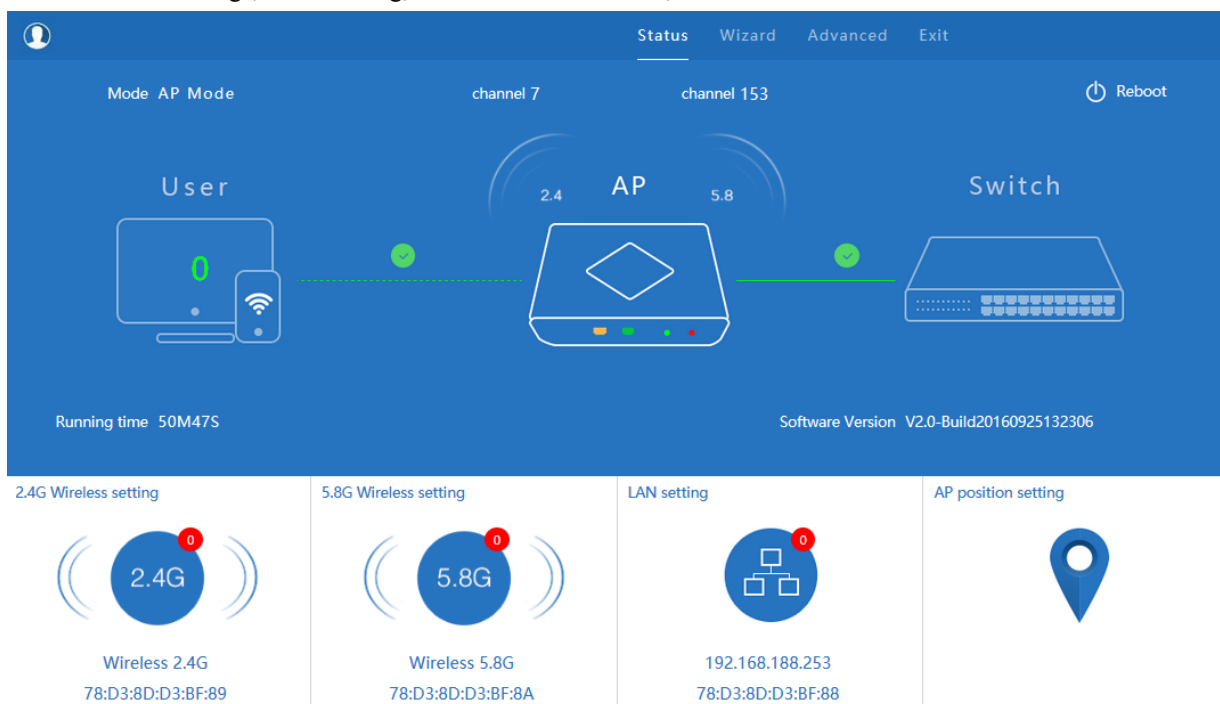 Status Wizard Advanced Exit
Mode AP Mode channel 7 channel 153 Reboot
User 2.4 AP 5.8 Switch
0
Running time 50M47S Software Version V2.0-Build20160925132306
2.4G Wireless setting 5.8G Wireless setting LAN setting AP position setting
0 0 0
2.4G 5.8G
Wireless 2.4G Wireless 5.8G 192.168.188.253
78:D3:8D:D3:BF:89 78:D3:8D:D3:BF:8A 78:D3:8D:D3:BF:88